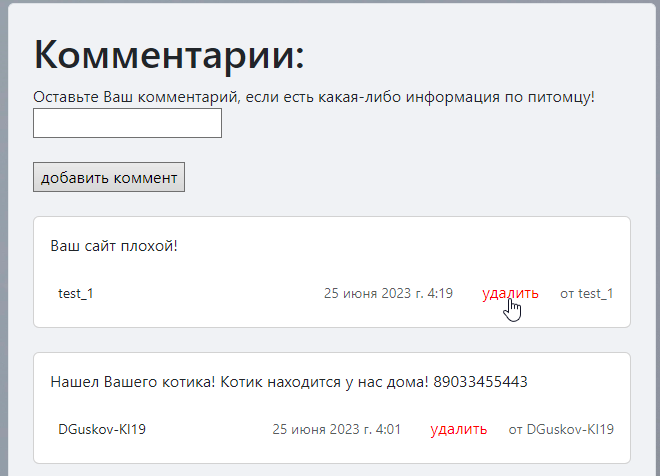 Комментарии:
Оставьте Ваш комментарий, если есть какая-либо информация по питомцу!
добавить коммент
Ваш сайт плохой!
test_1 25 июня 2023 г. 4:19 удалить от test_1
Нашел Вашего котика! Котик находится у нас дома! 89033455443
DGuskov-KI19 25 июня 2023 г. 4:01 удалить от DGuskov-KI19